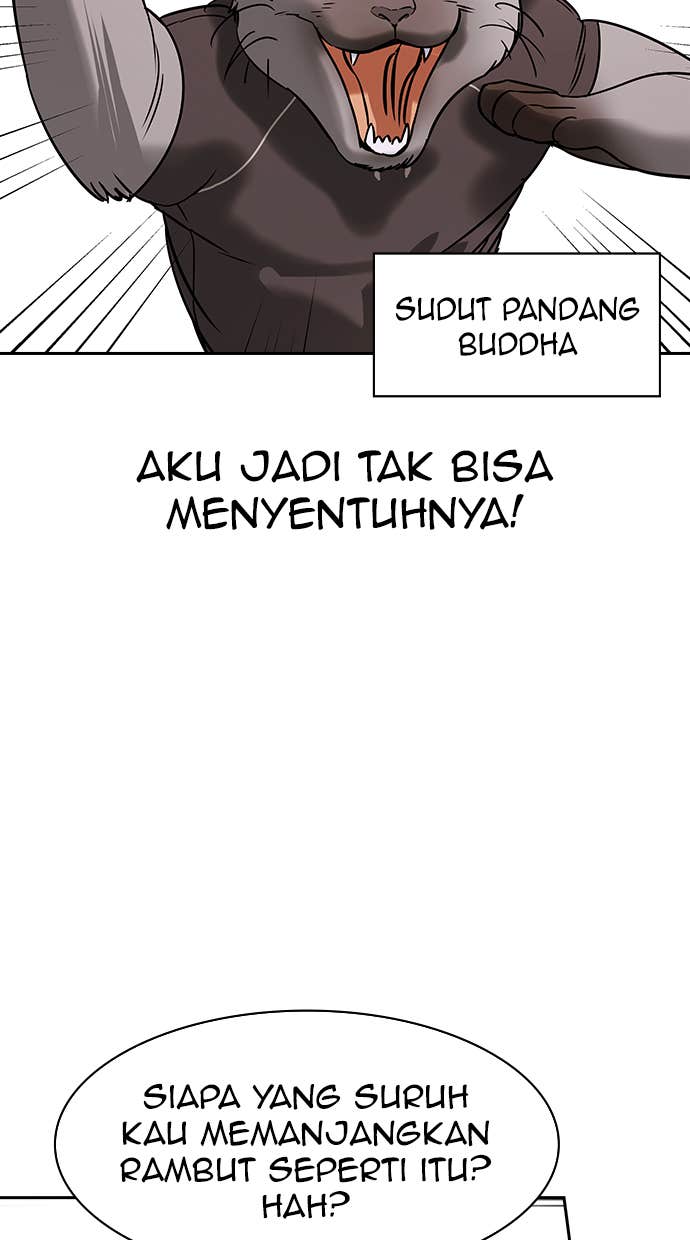 SUDUT PANDANG
BUDDHA
AKU JADI TAK BISA
MENYENTUHNYA!
SIAPA YANG SURUH
KAU MEMANJANGKAN
RAMBUT SEPERTI ITU?
HAH?